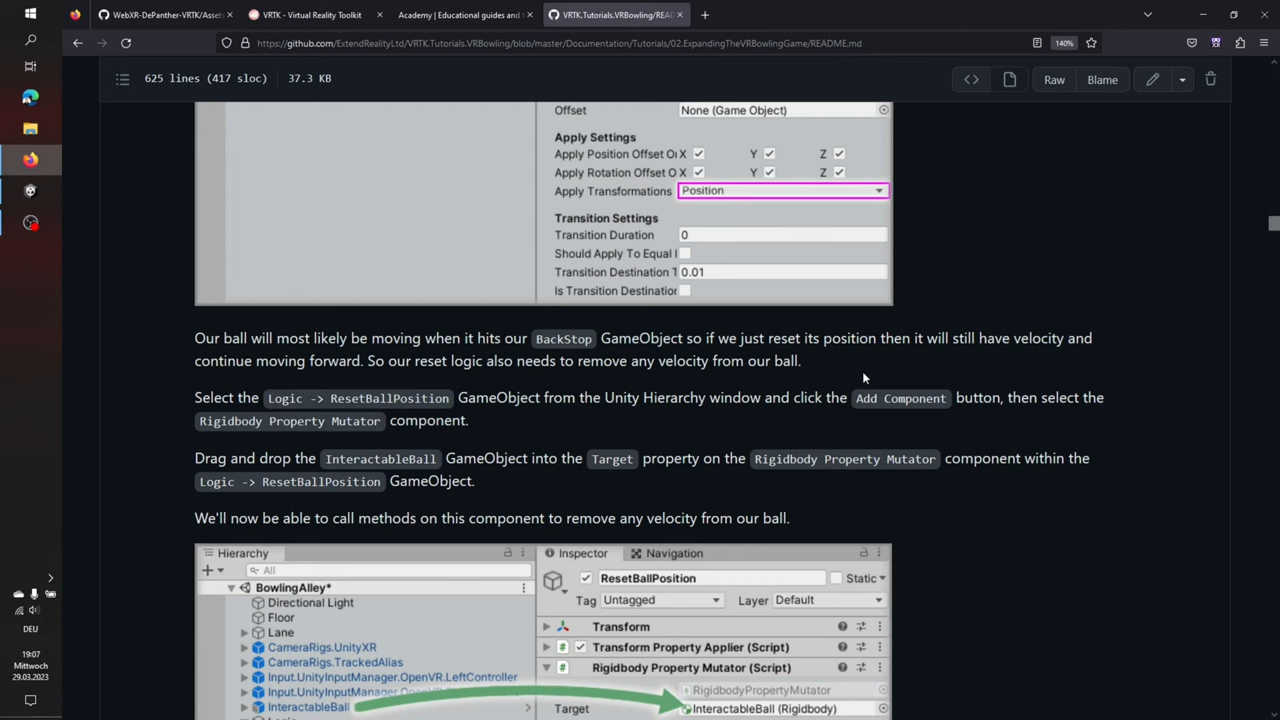 WebXR-DePanther-VRTK/Assets
VRTK - Virtual Reality Toolkit
Academy | Educational guides and t
VRTK.Tutorials.VRBowling/READ
https://github.com/ExtendRealityLtd/VRTK.Tutorials.VRBowling/blob/master/Documentation/Tutorials/02.ExpandingTheVRBowlingGame/README.md
140%
625 lines (417 sloc) 37.3 KB
Raw
Blame
Offset None (Game Object)
Apply Settings
Apply Position Offset O X Y Z
Apply Rotation Offset O X Y Z
Apply Transformations Position
Transition Settings
Transition Duration 0
Should Apply To Equal
Transition Destination T 0.01
Is Transition Destination
Our ball will most likely be moving when it hits our BackStop GameObject so if we just reset its position then it will still have velocity and
continue moving forward. So our reset logic also needs to remove any velocity from our ball.
Select the Logic -> ResetBallPosition GameObject from the Unity Hierarchy window and click the Add Component button, then select the
Rigidbody Property Mutator component.
Drag and drop the InteractableBall GameObject into the Target property on the Rigidbody Property Mutator component within the
Logic -> ResetBallPosition GameObject.
We'll now be able to call methods on this component to remove any velocity from our ball.
Hierarchy
+ All
BowlingAlley*
Directional Light
Floor
Lane
CameraRigs.UnityXR
CameraRigs.TrackedAlias
Input.UnityInputManager.OpenVR.LeftController
Input.UnityInputManager.
InteractableBall
Inspector Navigation
ResetBallPosition Static
Tag Untagged Layer Default
Transform
# Transform Property Applier (Script)
# Rigidbody Property Mutator (Script)
RigidbodyPropertyMutator
Target InteractableBall (Rigidbody)
DEU
19:07
Mittwoch
29.03.2023